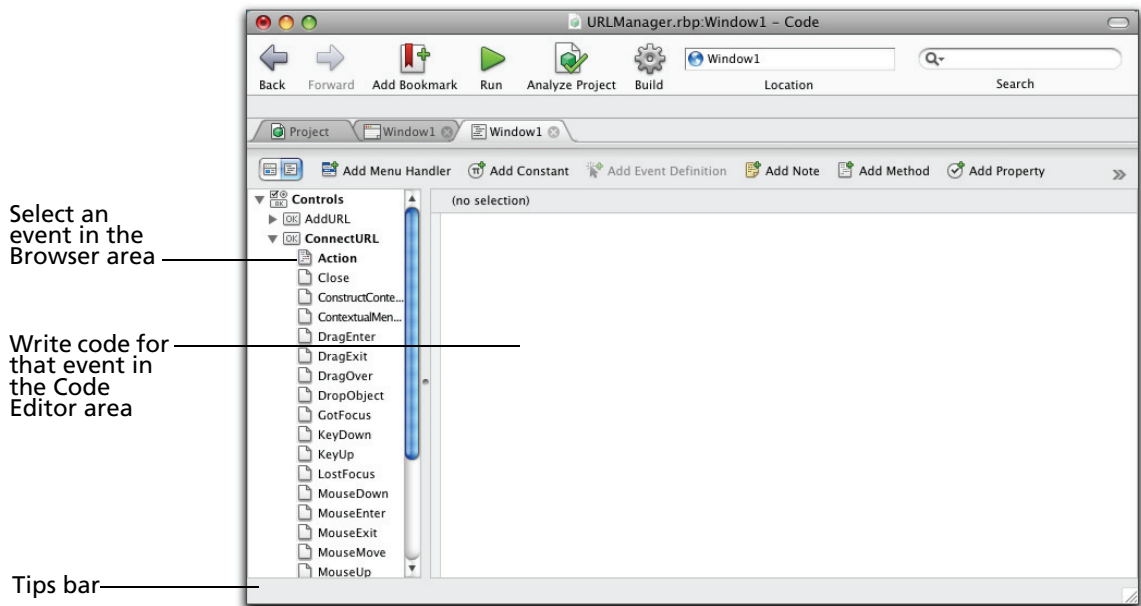 URLManager.rbp:Window1 – Code
Back
Forward
Add Bookmark
Run
Analyze Project
Build
Window1
Location
Search
Project
Window1
Window1
Add Menu Handler
Add Constant
Add Event Definition
Add Note
Add Method
Add Property
Controls
(no selection)
OK AddURL
OK ConnectURL
Action
Close
ConstructConte...
ContextualMen...
DragEnter
DragExit
DragOver
DropObject
GotFocus
KeyDown
KeyUp
LostFocus
MouseDown
MouseEnter
MouseExit
MouseMove
MouseUp
Select an
event in the
Browser area
Write code for
that event in
the Code
Editor area
Tips bar